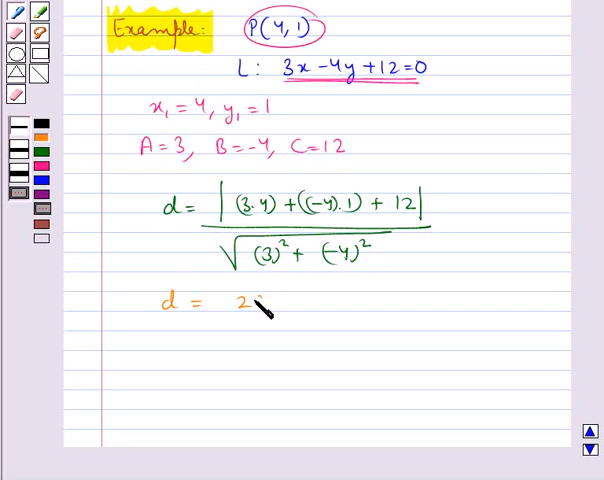 Example: P(4,1)
L: 3x-4y+12=0
x₁=4, y₁=1
A=3, B=-4, C=12
d= |(3·4)+((-4)·1)+12|
√(3)²+(-4)²
d = 2